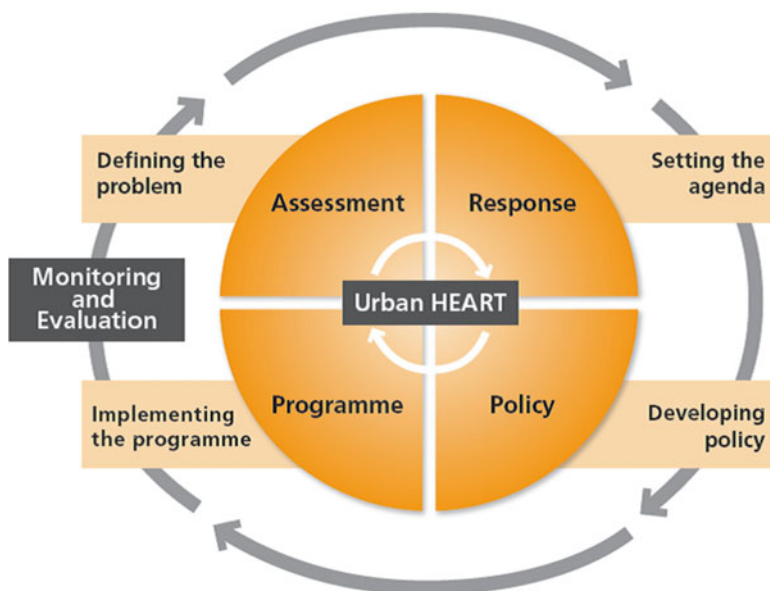 Defining the
problem
Assessment
Response
Setting the
agenda
Monitoring
and
Evaluation
Urban HEART
Implementing
the programme
Programme
Policy
Developing
policy